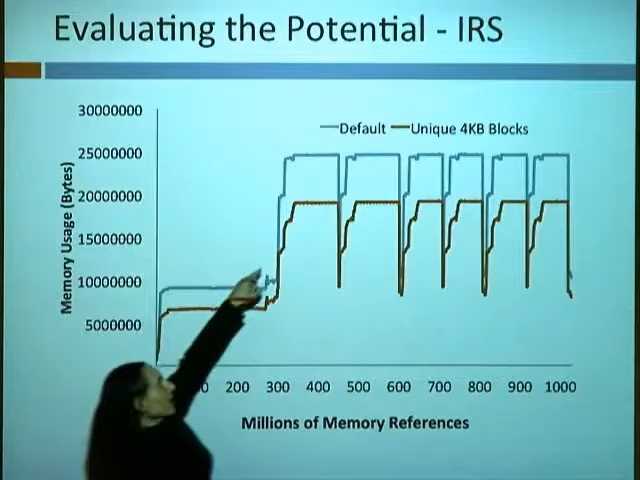 Evaluating the Potential - IRS
30000000
25000000
20000000
15000000
10000000
5000000
Memory Usage (Bytes)
Default
Unique 4KB Blocks
200 300 400 500 600 700 800 900 1000
Millions of Memory References